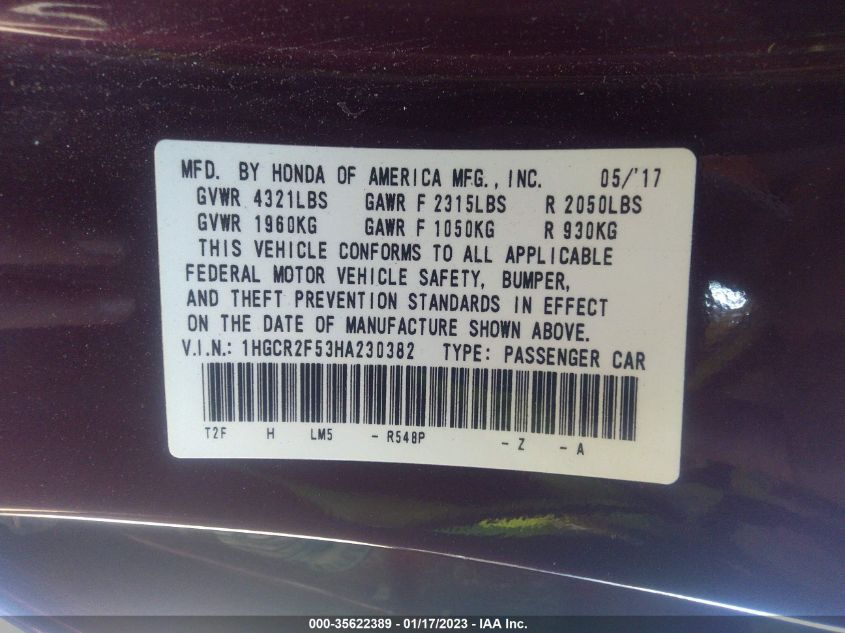 MFD. BY HONDA OF AMERICA MFG., INC. 05/'17
GVWR 4321LBS GAWR F 2315LBS R 2050LBS
GVWR 1960KG GAWR F 1050KG R 930KG
THIS VEHICLE CONFORMS TO ALL APPLICABLE
FEDERAL MOTOR VEHICLE SAFETY, BUMPER,
AND THEFT PREVENTION STANDARDS IN EFFECT
ON THE DATE OF MANUFACTURE SHOWN ABOVE.
V.I.N.: 1HGCR2F53HA230382 TYPE: PASSENGER CAR
T2F H LM5 - R548P - Z - A
000-35622389 - 01/17/2023 - IAA Inc.